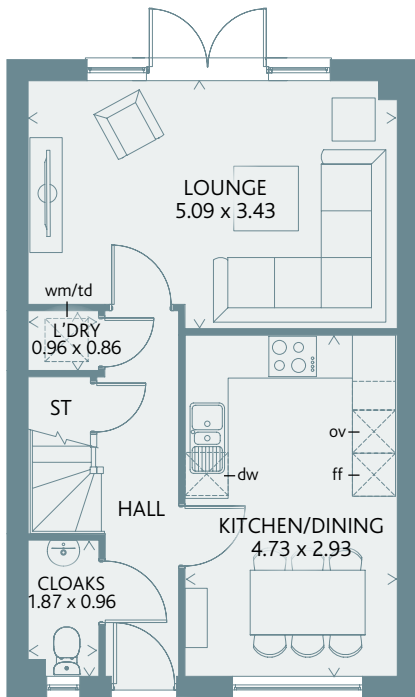 LOUNGE
5.09 x 3.43
wm/td
L'DRY
0.96 x 0.86
ST
ov
dw
ff
HALL
KITCHEN/DINING
4.73 x 2.93
CLOAKS
1.87 x 0.96